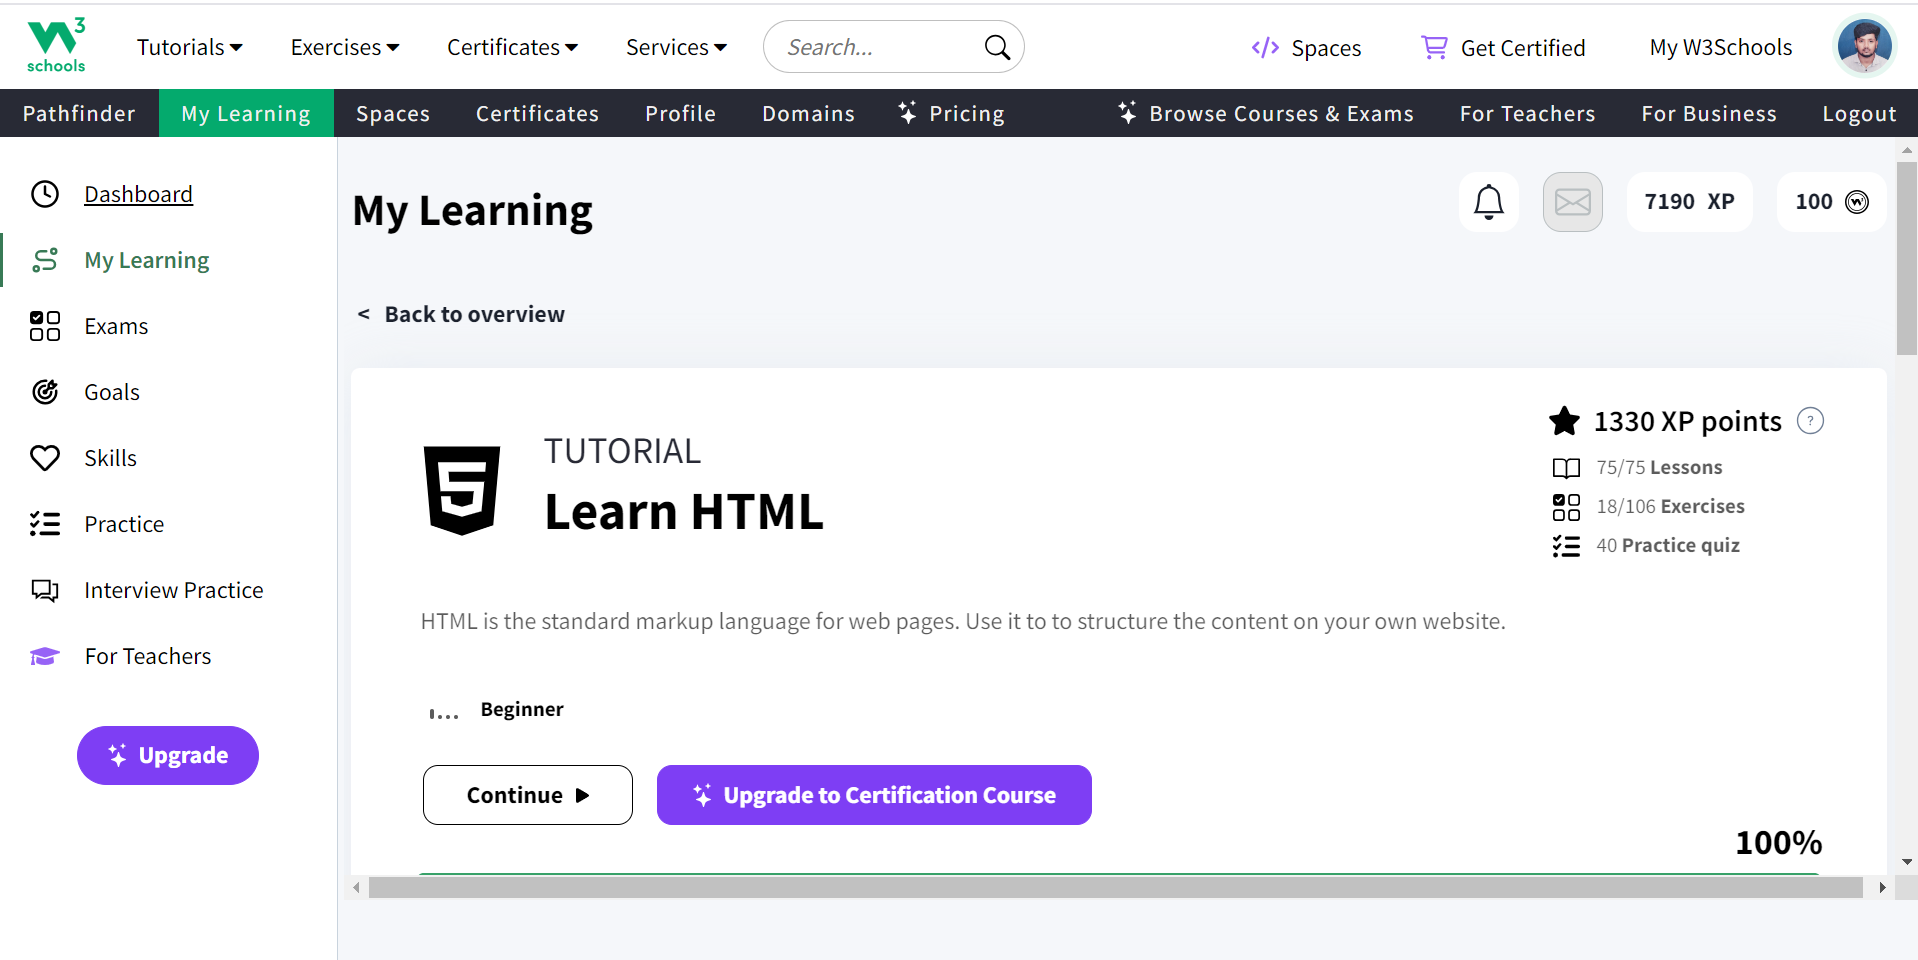 W3 schools
Tutorials Exercises Certificates Services Search... Spaces Get Certified My W3Schools
Pathfinder My Learning Spaces Certificates Profile Domains Pricing Browse Courses & Exams For Teachers For Business Logout
Dashboard
My Learning
Exams
Goals
Skills
Practice
Interview Practice
For Teachers
Upgrade
My Learning
7190 XP 100
< Back to overview
TUTORIAL
Learn HTML
1330 XP points ?
75/75 Lessons
18/106 Exercises
40 Practice quiz
HTML is the standard markup language for web pages. Use it to to structure the content on your own website.
Beginner
Continue
Upgrade to Certification Course
100%